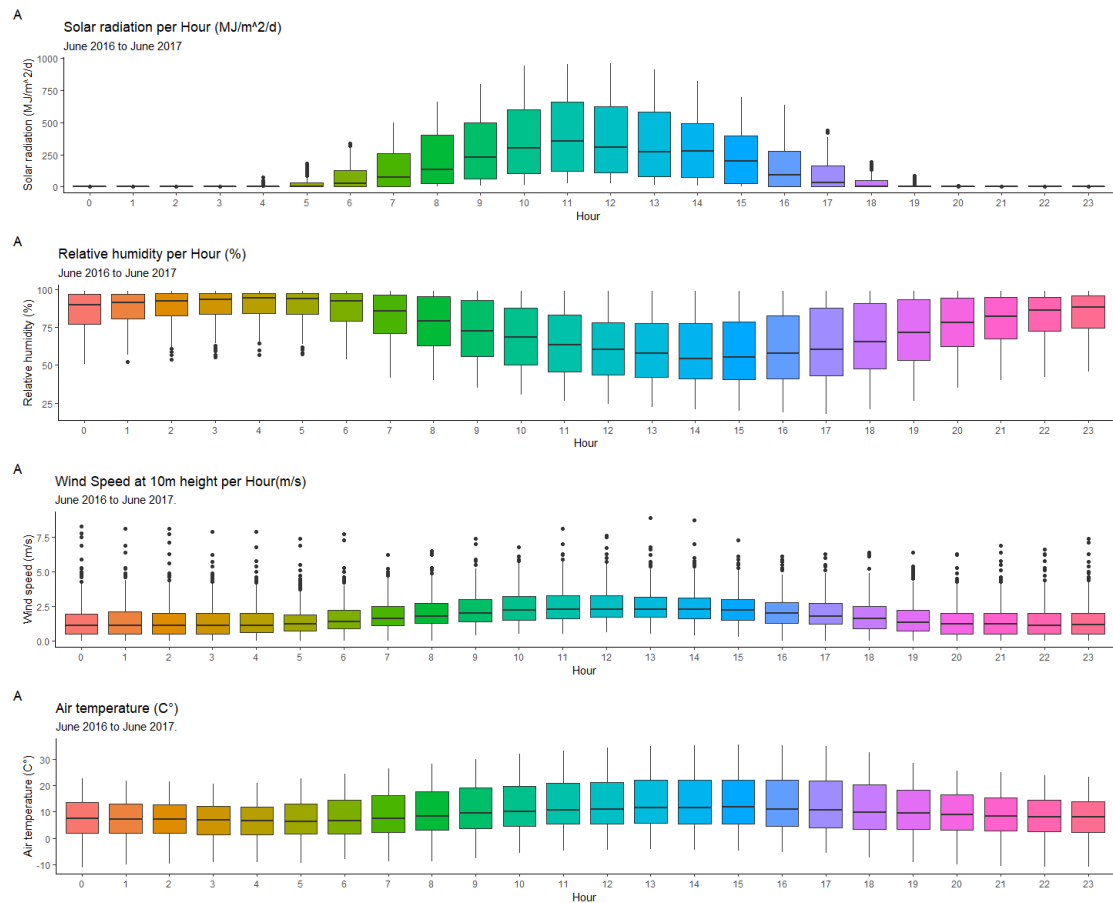 A
Solar radiation per Hour (MJ/m^2/d)
June 2016 to June 2017
Solar radiation (MJ/m^2/d)
1000
750
500
250
0
0 1 2 3 4 5 6 7 8 9 10 11 12 13 14 15 16 17 18 19 20 21 22 23
Hour
A
Relative humidity per Hour (%)
June 2016 to June 2017
Relative humidity (%)
100
75
50
25
0 1 2 3 4 5 6 7 8 9 10 11 12 13 14 15 16 17 18 19 20 21 22 23
Hour
A
Wind Speed at 10m height per Hour(m/s)
June 2016 to June 2017.
Wind speed (m/s)
7.5
5.0
2.5
0.0
0 1 2 3 4 5 6 7 8 9 10 11 12 13 14 15 16 17 18 19 20 21 22 23
Hour
A
Air temperature (C°)
June 2016 to June 2017.
Air temperature (C°)
30
20
10
0
-10
0 1 2 3 4 5 6 7 8 9 10 11 12 13 14 15 16 17 18 19 20 21 22 23
Hour